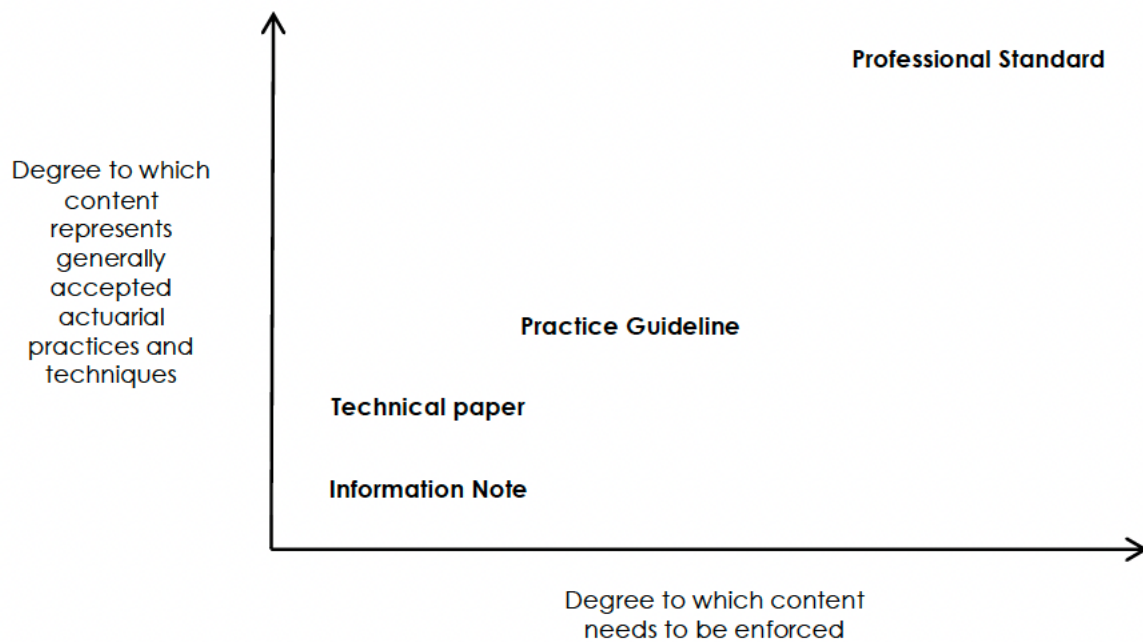 Professional Standard
Degree to which
content
represents
generally
accepted
actuarial
practices and
techniques
Practice Guideline
Technical paper
Information Note
Degree to which content
needs to be enforced